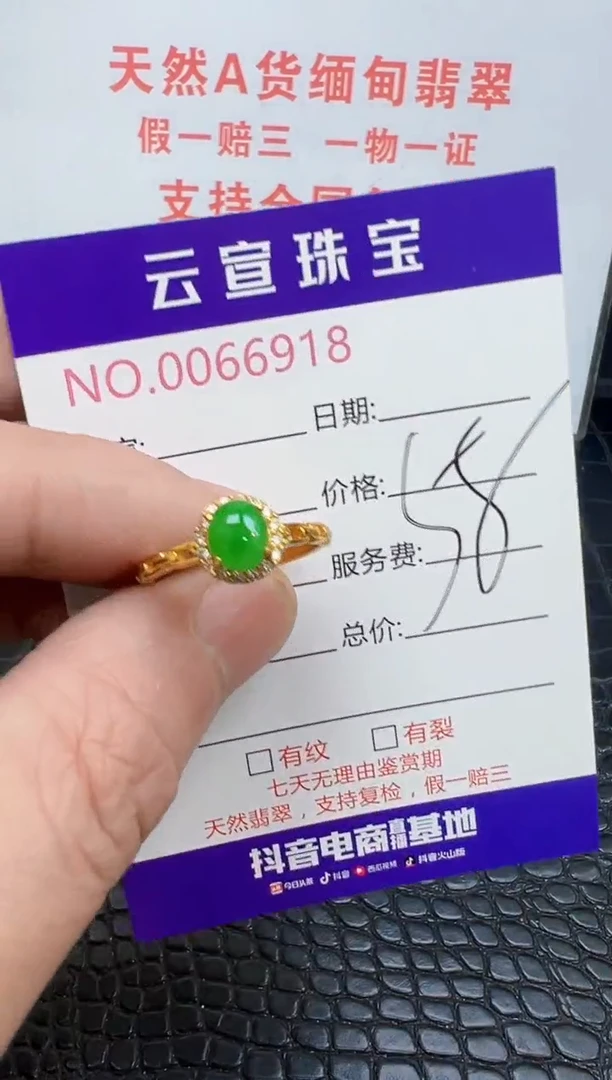 天然A货缅甸翡翠
假一赔三 一物一证
支持全国
云宣珠宝
NO.0066918
日期:
价格:
58
服务费:
总价:
□有纹 □有裂
七天无理由鉴赏期
天然翡翠，支持复检，假一赔三
抖音电商直播基地
今日头条 抖音 西瓜视频 抖音火山版